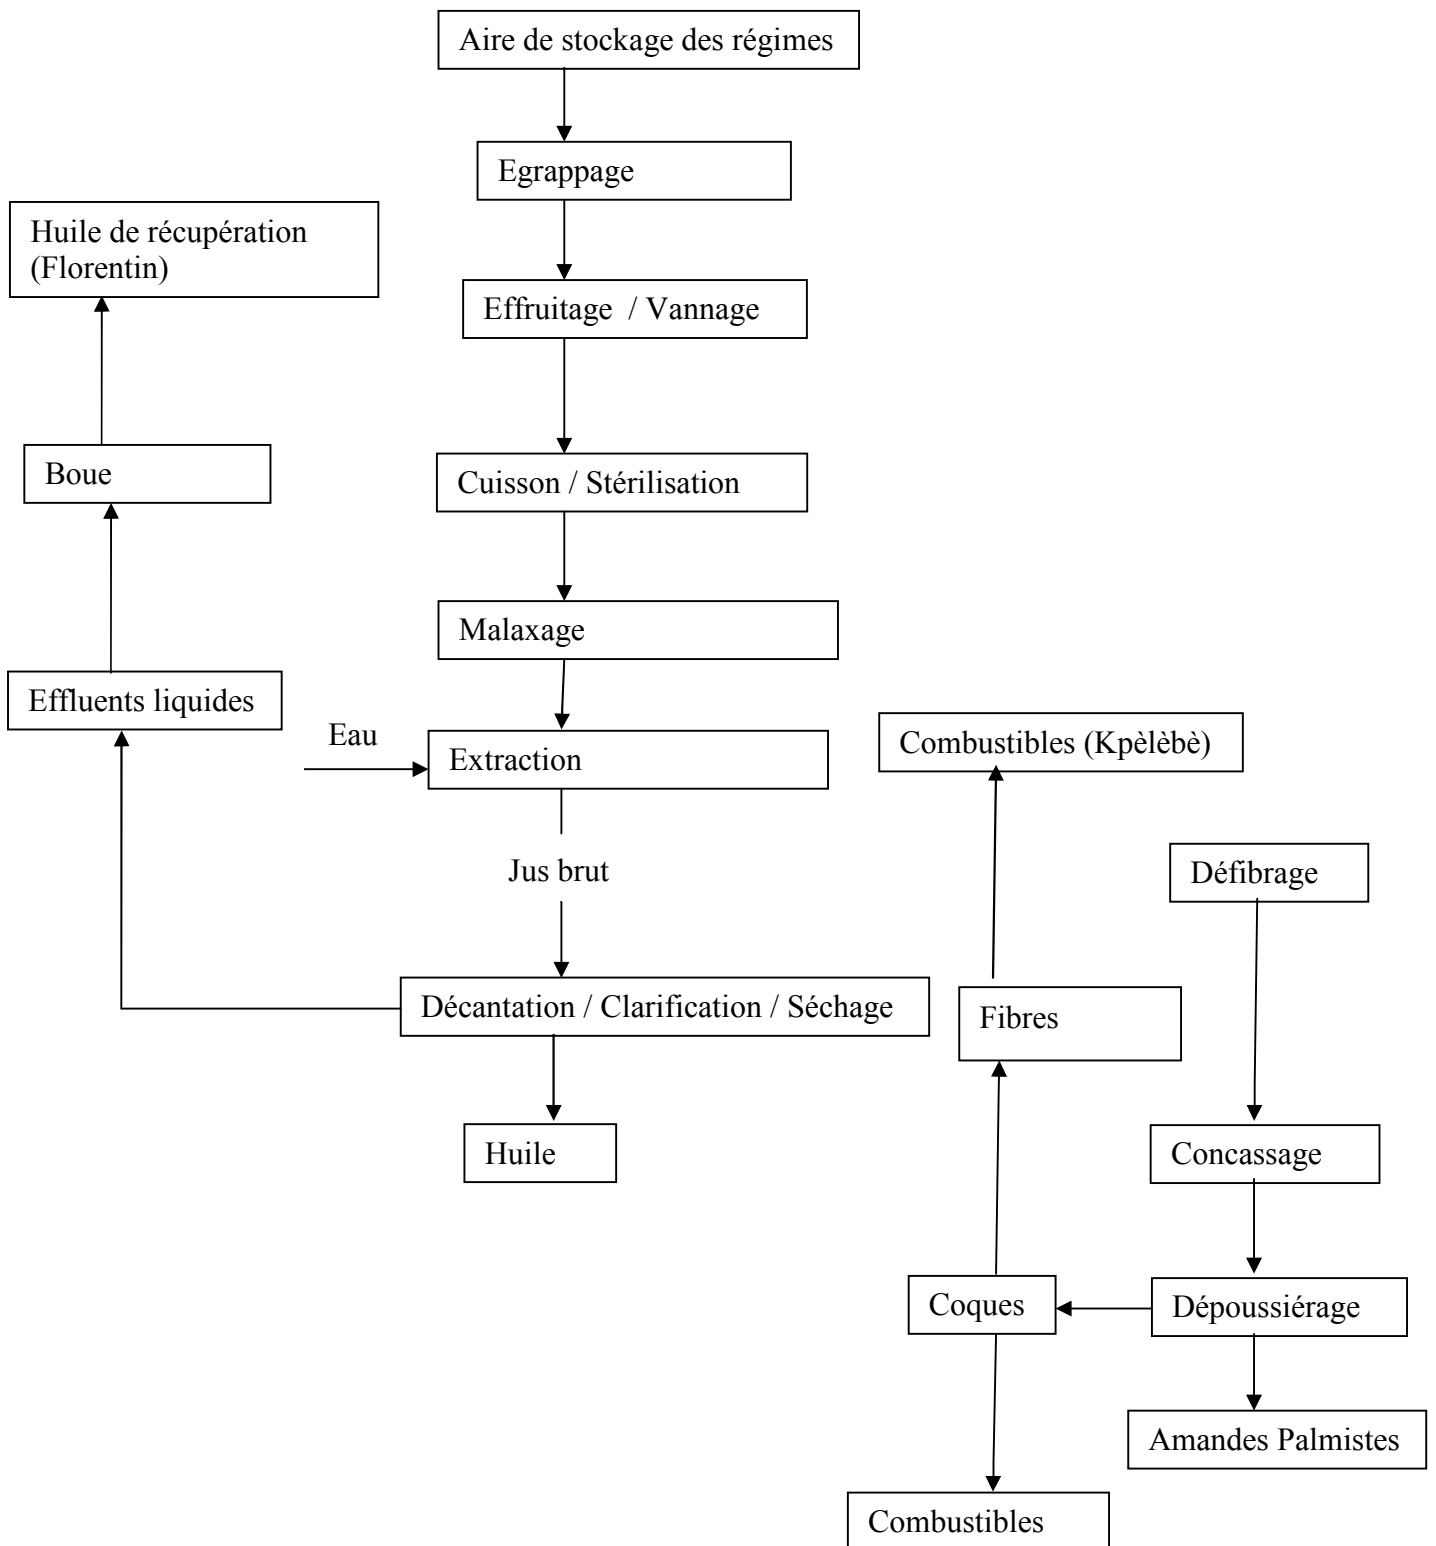 Aire de stockage des régimes
Egrappage
Huile de récupération
(Florentin)
Effruitage / Vannage
Boue
Cuisson / Stérilisation
Malaxage
Effluents liquides
Eau
Extraction
Combustibles (Kpèlèbè)
Jus brut
Défibrage
Décantation / Clarification / Séchage
Fibres
Huile
Concassage
Coques
Dépoussiérage
Amandes Palmistes
Combustibles